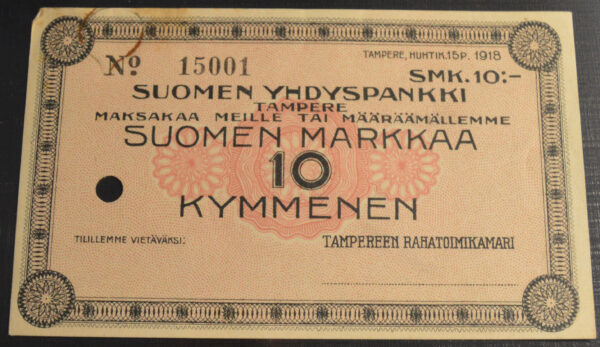 No. 15001
TAMPERE, HUHTIK. 15 P. 1918
SMK. 10:-
SUOMEN YHDYSPANKKI
TAMPERE
MAKSAKAA MEILLE TAI MÄÄRÄÄMÄLLEMME
SUOMEN MARKKAA
10
KYMMENEN
TILILLEMME VIETÄVÄKSI:
TAMPEREEN RAHATOIMIKAMARI